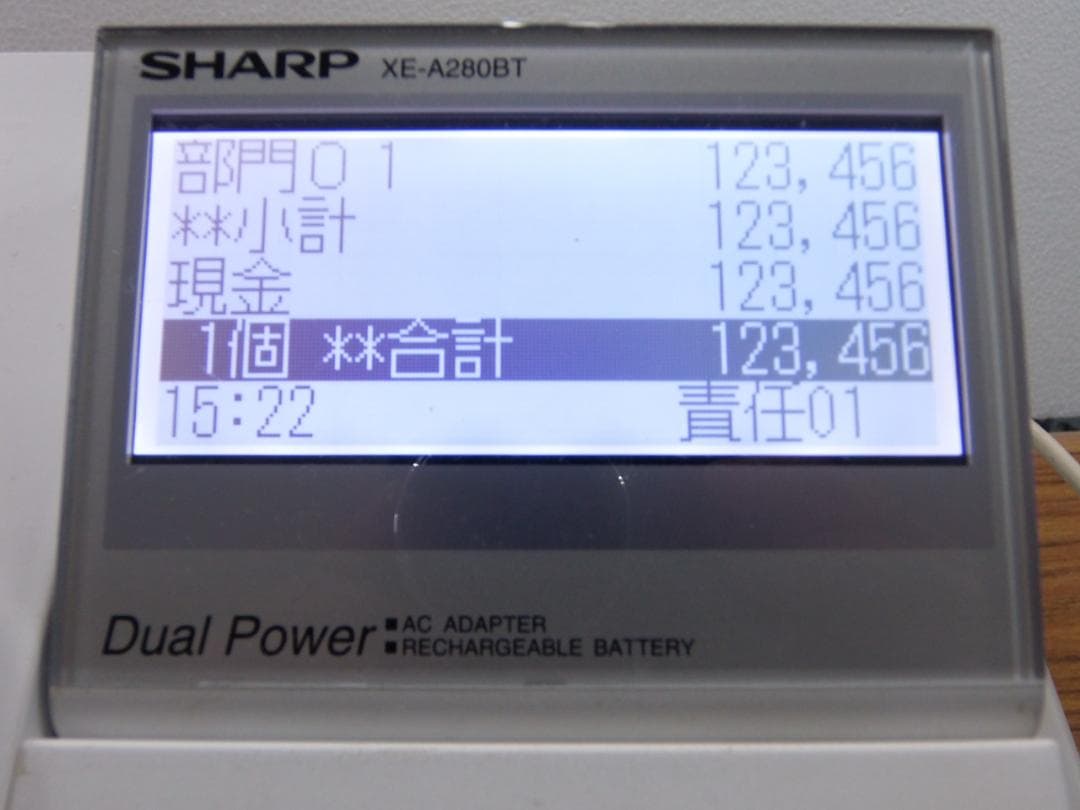 SHARP XE-A280BT
部門01 123,456
**小計 123,456
現金 123,456
1個 **合計 123,456
15:22 責任01
Dual Power ■AC ADAPTER
■RECHARGEABLE BATTERY